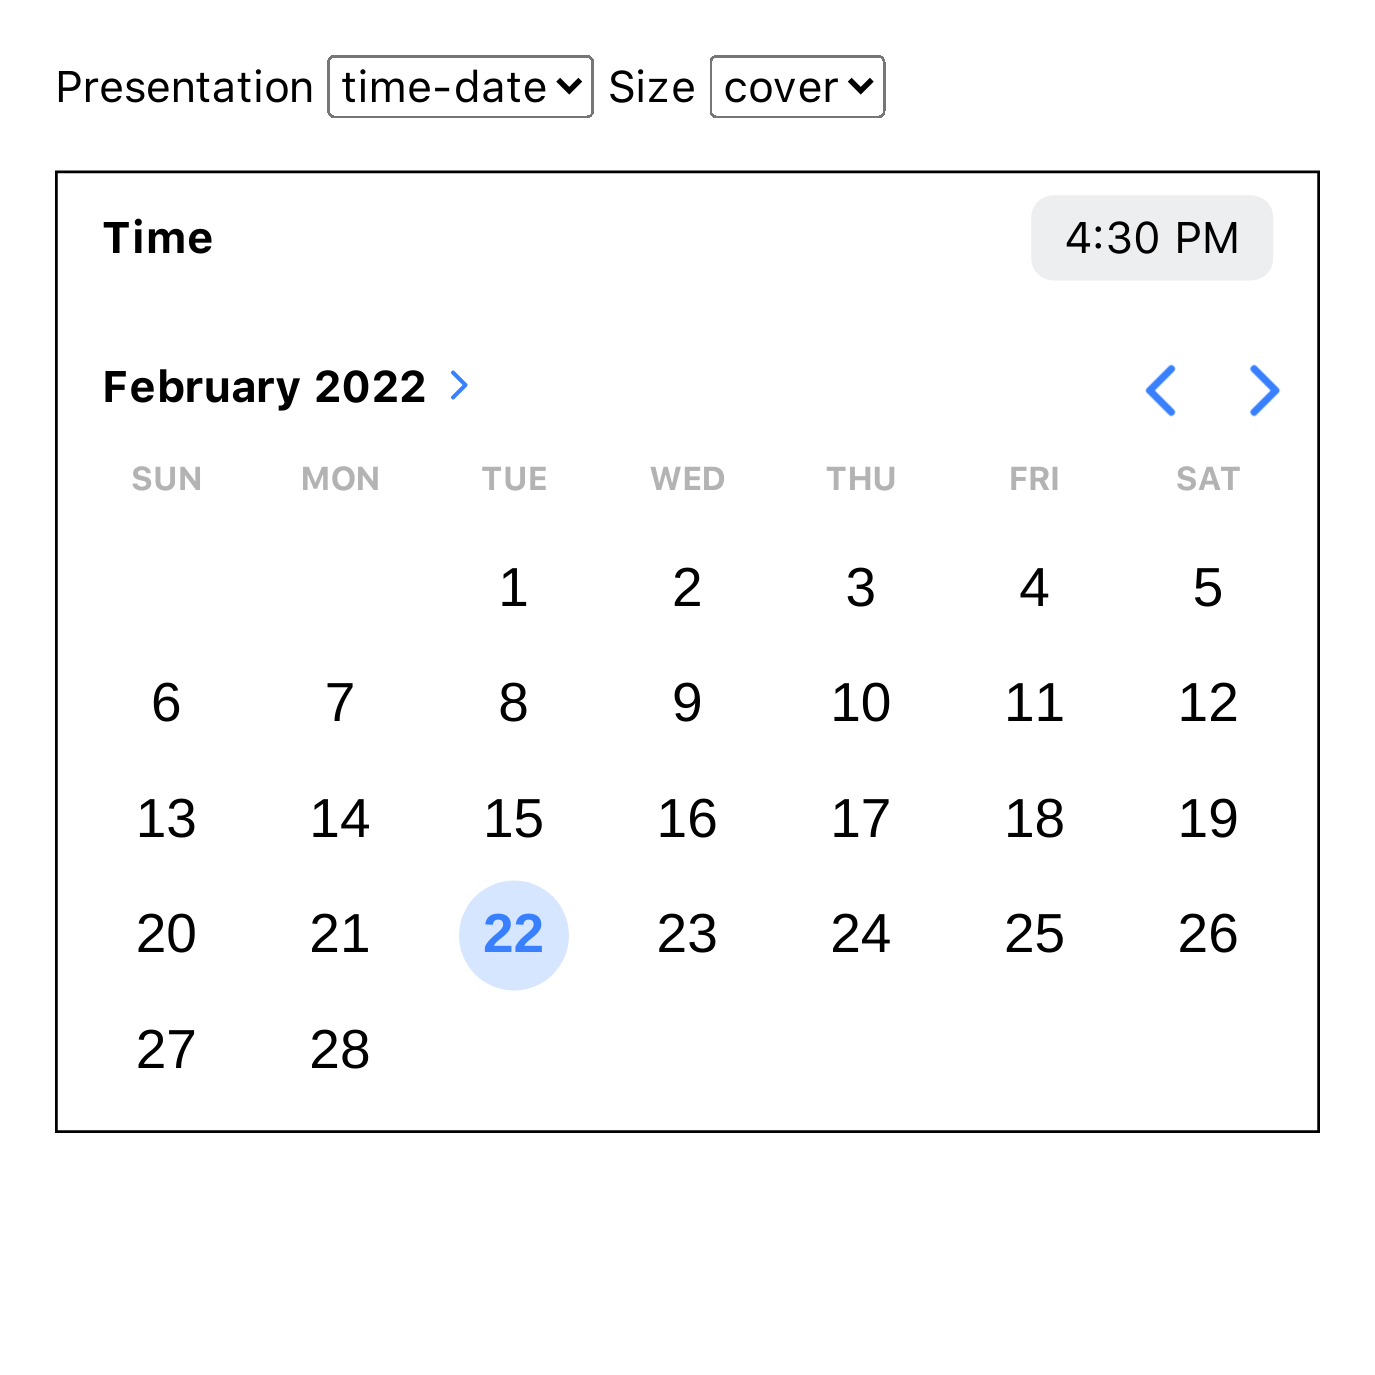 Presentation time-date Size cover
Time 4:30 PM
February 2022
SUN MON TUE WED THU FRI SAT
1 2 3 4 5
6 7 8 9 10 11 12
13 14 15 16 17 18 19
20 21 22 23 24 25 26
27 28